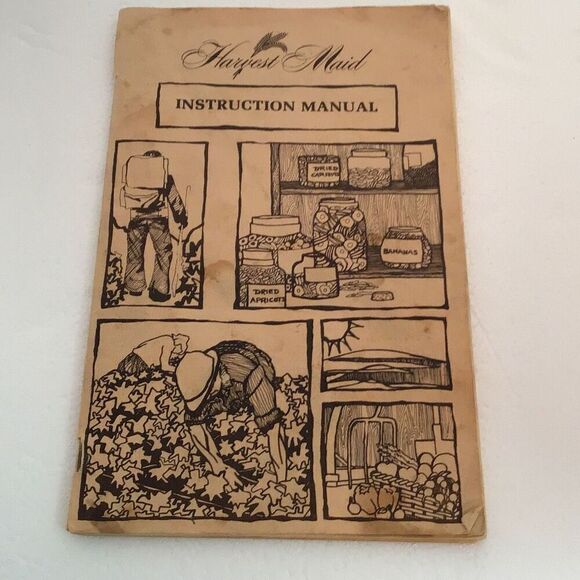 Harvest Maid
INSTRUCTION MANUAL
DRIED
CARROTS
BANANAS
DRIED
APRICOTS